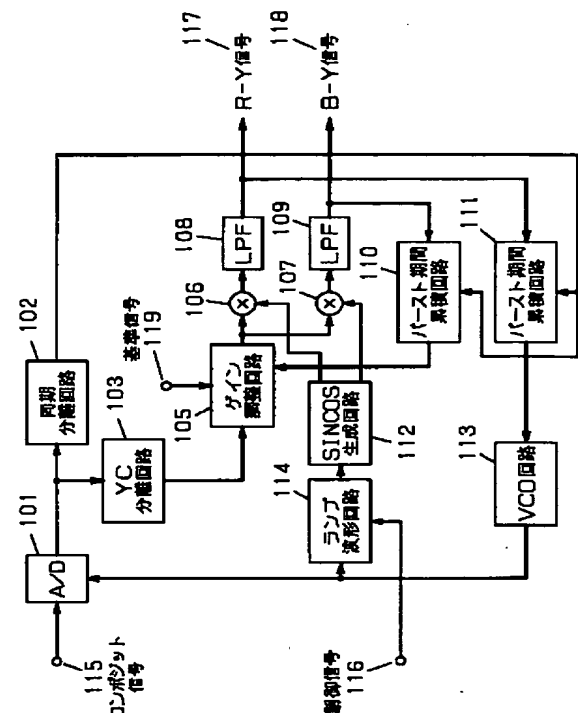 115
コンポジット
信号
101
A/D
102
同期
分離回路
103
YC
分離回路
基準信号
119
105
ゲイン
調整回路
106
×
107
×
108
LPF
109
LPF
117
R-Y信号
118
B-Y信号
110
バースト期間
累積回路
111
バースト期間
累積回路
112
SINCOS
生成回路
113
VCO回路
114
ランプ
波形回路
制御信号
116